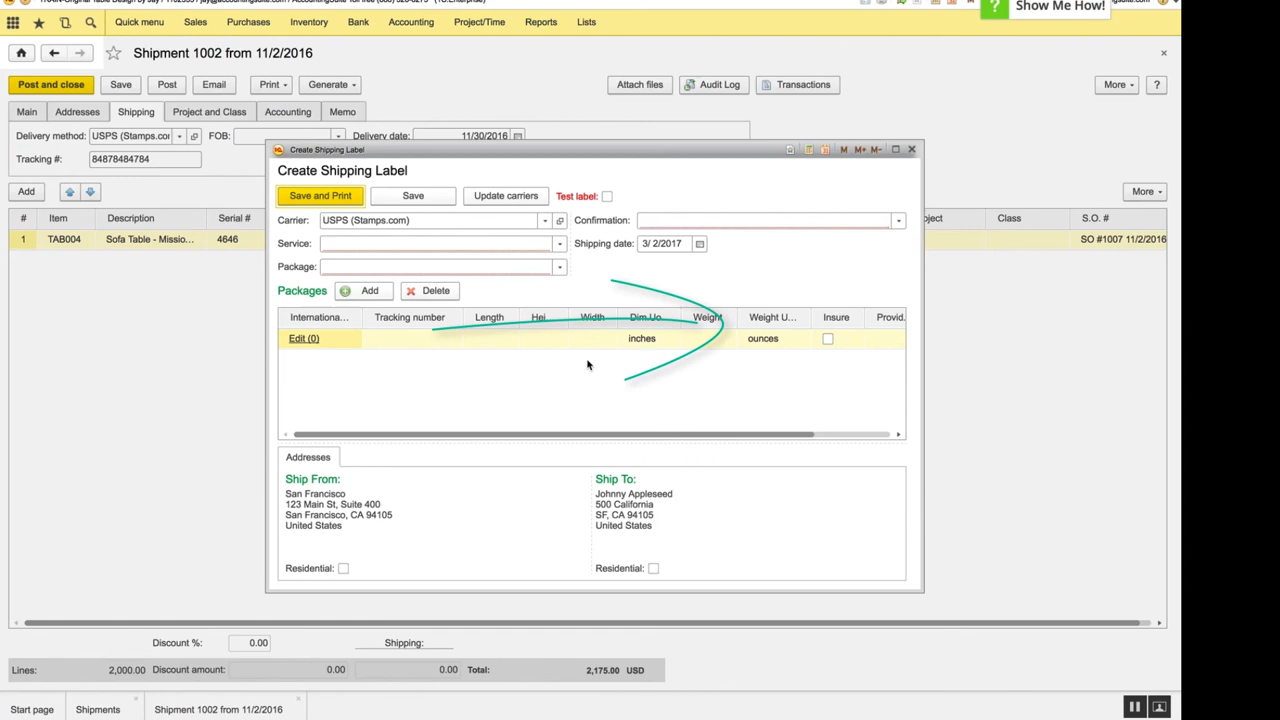 Show Me How!
Quick menu Sales Purchases Inventory Bank Accounting Project/Time Reports Lists
Shipment 1002 from 11/2/2016
Post and close Save Post Email Print Generate Attach files Audit Log Transactions More ?
Main Addresses Shipping Project and Class Accounting Memo
Delivery method: USPS (Stamps.cor FOB: Delivery date: 11/30/2016
Tracking #: 84878484784
Add More
# Item Description Serial # oject Class S.O. #
1 TAB004 Sofa Table - Missio... 4646 SO #1007 11/2/2016
Create Shipping Label M M+ M-
Create Shipping Label
Save and Print Save Update carriers Test label:
Carrier: USPS (Stamps.com) Confirmation:
Service: Shipping date: 3/ 2/2017
Package:
Packages Add Delete
Internationa... Tracking number Length Hei Width Dim.Uo Weight Weight U... Insure Provid.
Edit (0) inches ounces
Addresses
Ship From: Ship To:
San Francisco Johnny Appleseed
123 Main St, Suite 400 500 California
San Francisco, CA 94105 SF, CA 94105
United States United States
Residential: Residential:
Discount %: 0.00 Shipping:
Lines: 2,000.00 Discount amount: 0.00 0.00 Total: 2,175.00 USD
Start page Shipments Shipment 1002 from 11/2/2016